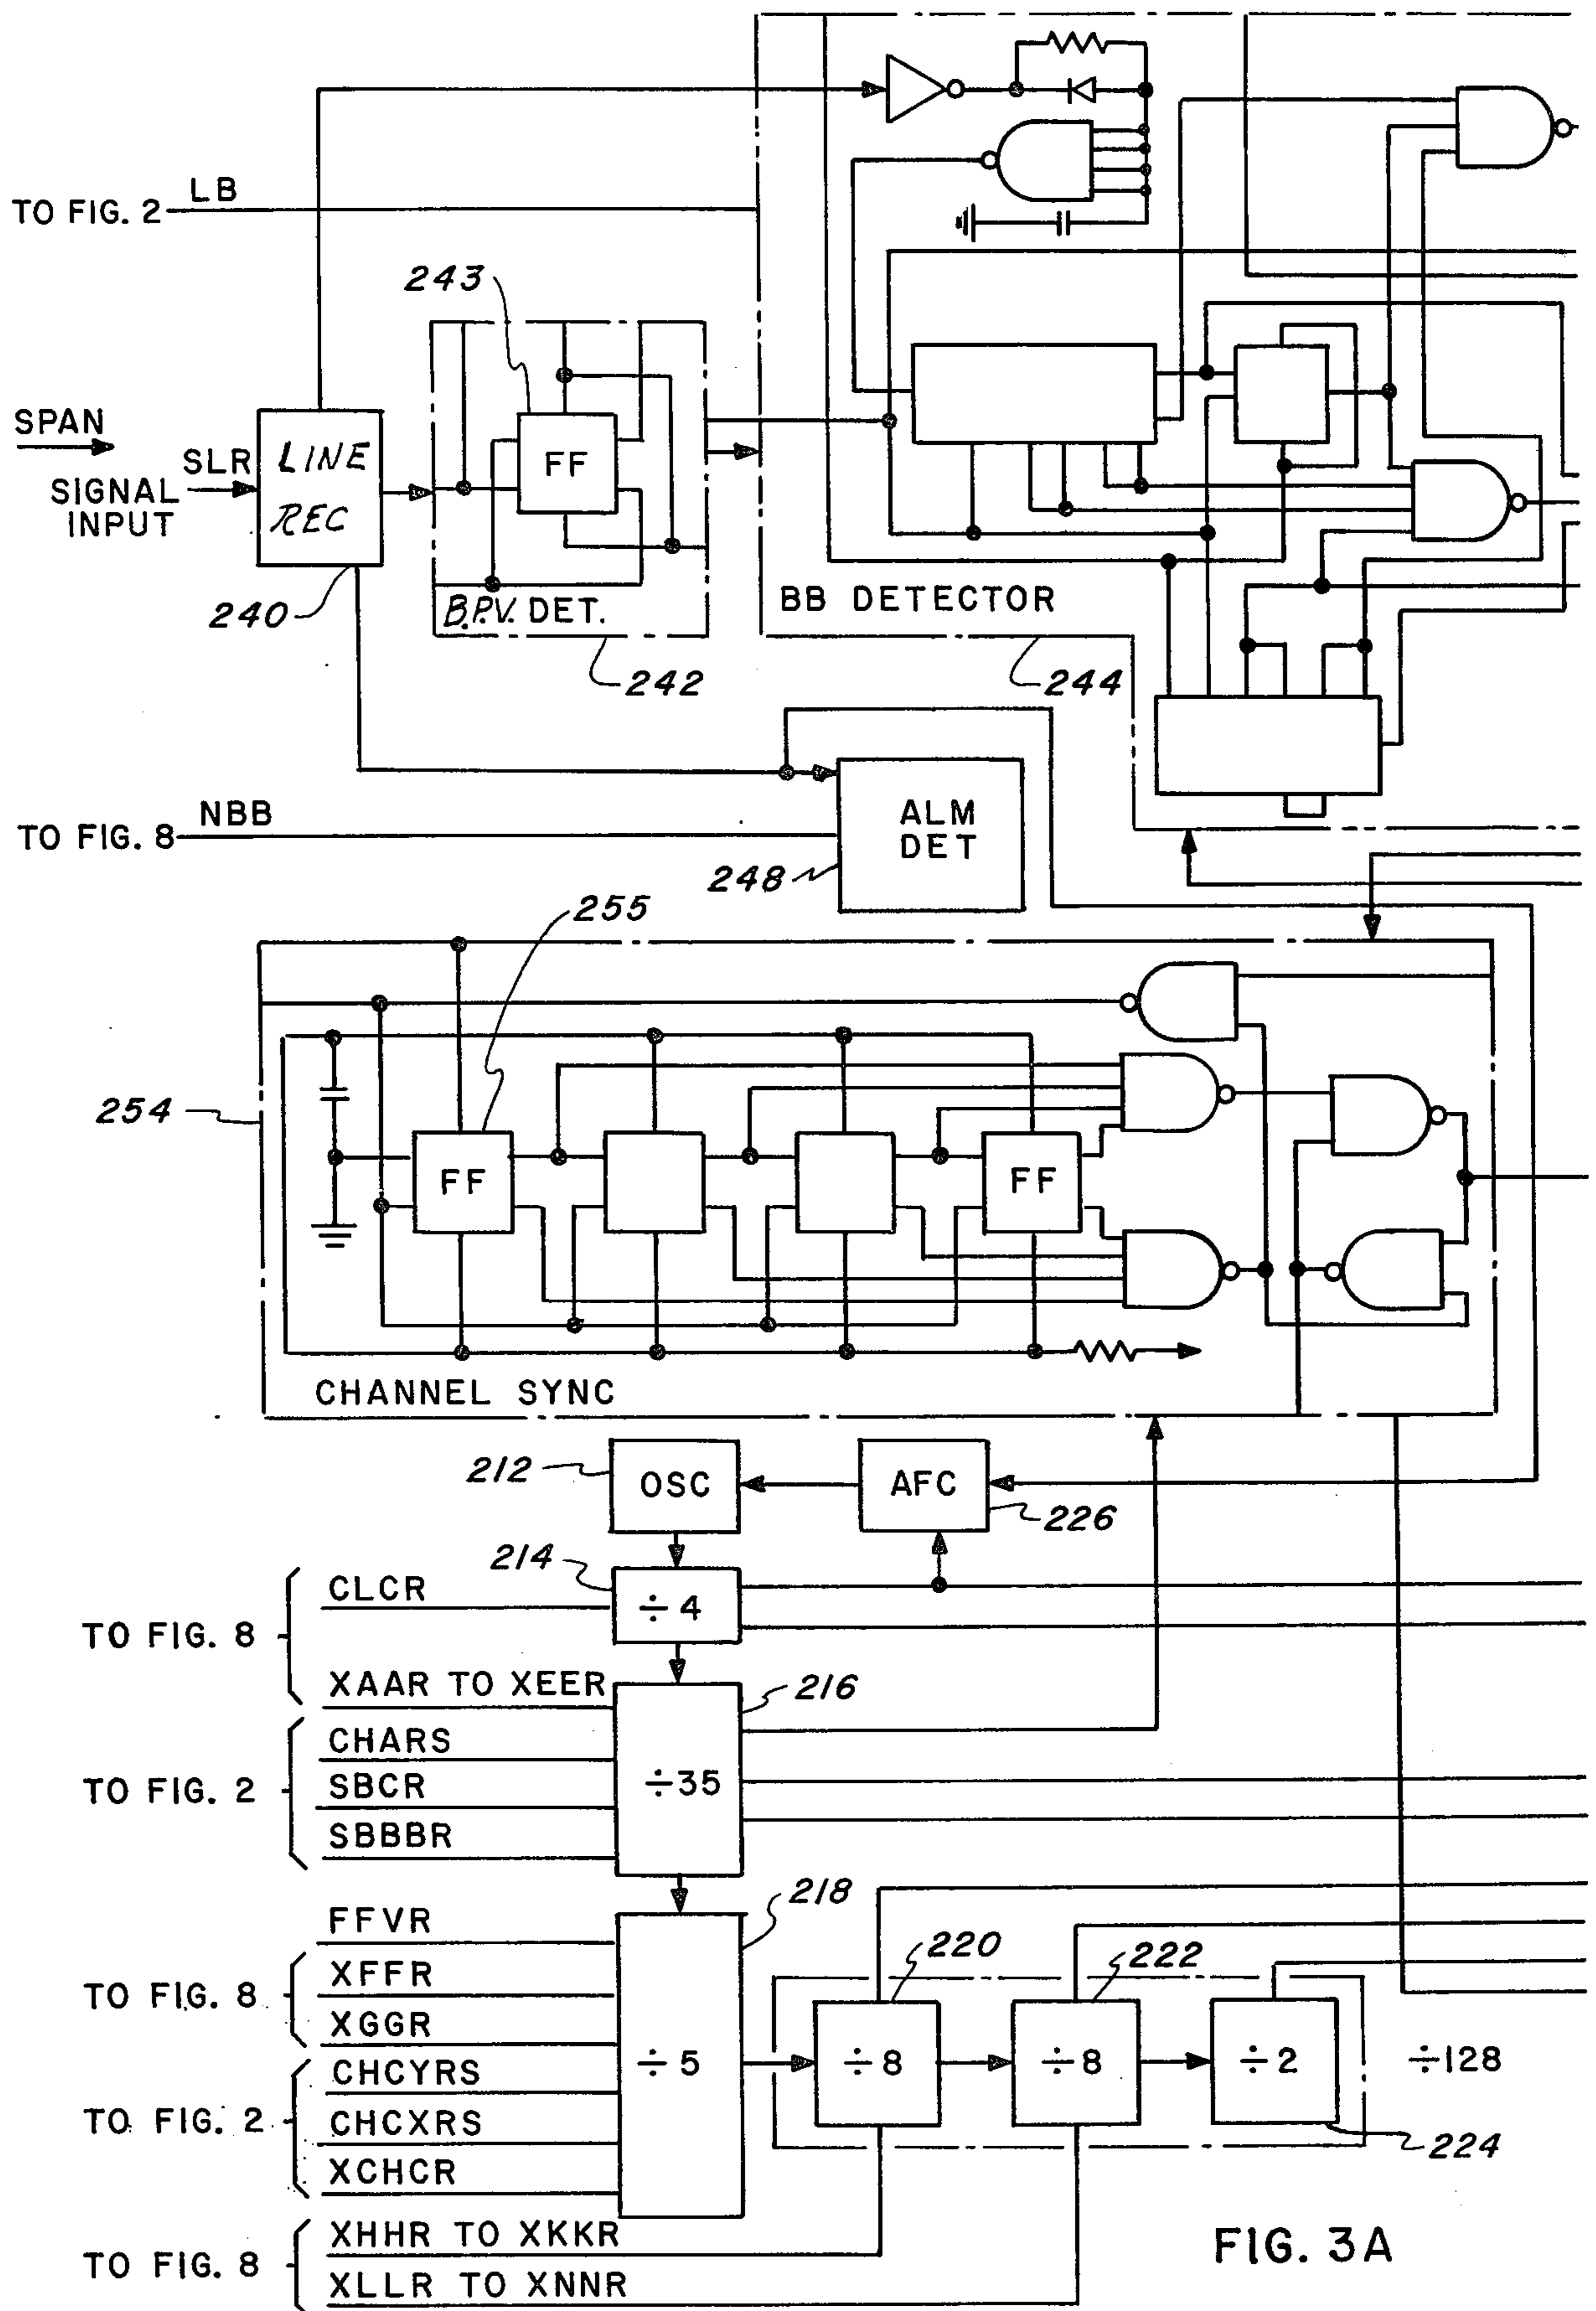 LB
TO FIG. 2
243
SPAN
SLR
SIGNAL
INPUT
LINE
REC
FF
240
B.P.V. DET.
242
BB DETECTOR
244
NBB
TO FIG. 8
ALM
DET
248
255
254
FF
FF
CHANNEL SYNC
212
OSC
AFC
226
214
CLCR
÷4
TO FIG. 8
XAAR TO XEER
216
CHARS
TO FIG. 2
SBCR
÷35
SBBBR
218
FFVR
XFFR
TO FIG. 8
XGGR
220
222
÷5
÷8
÷8
÷2
÷128
CHCYRS
TO FIG. 2
CHCXRS
224
XCHCR
XHHR TO XKKR
TO FIG. 8
XLLR TO XNNR
FIG. 3A